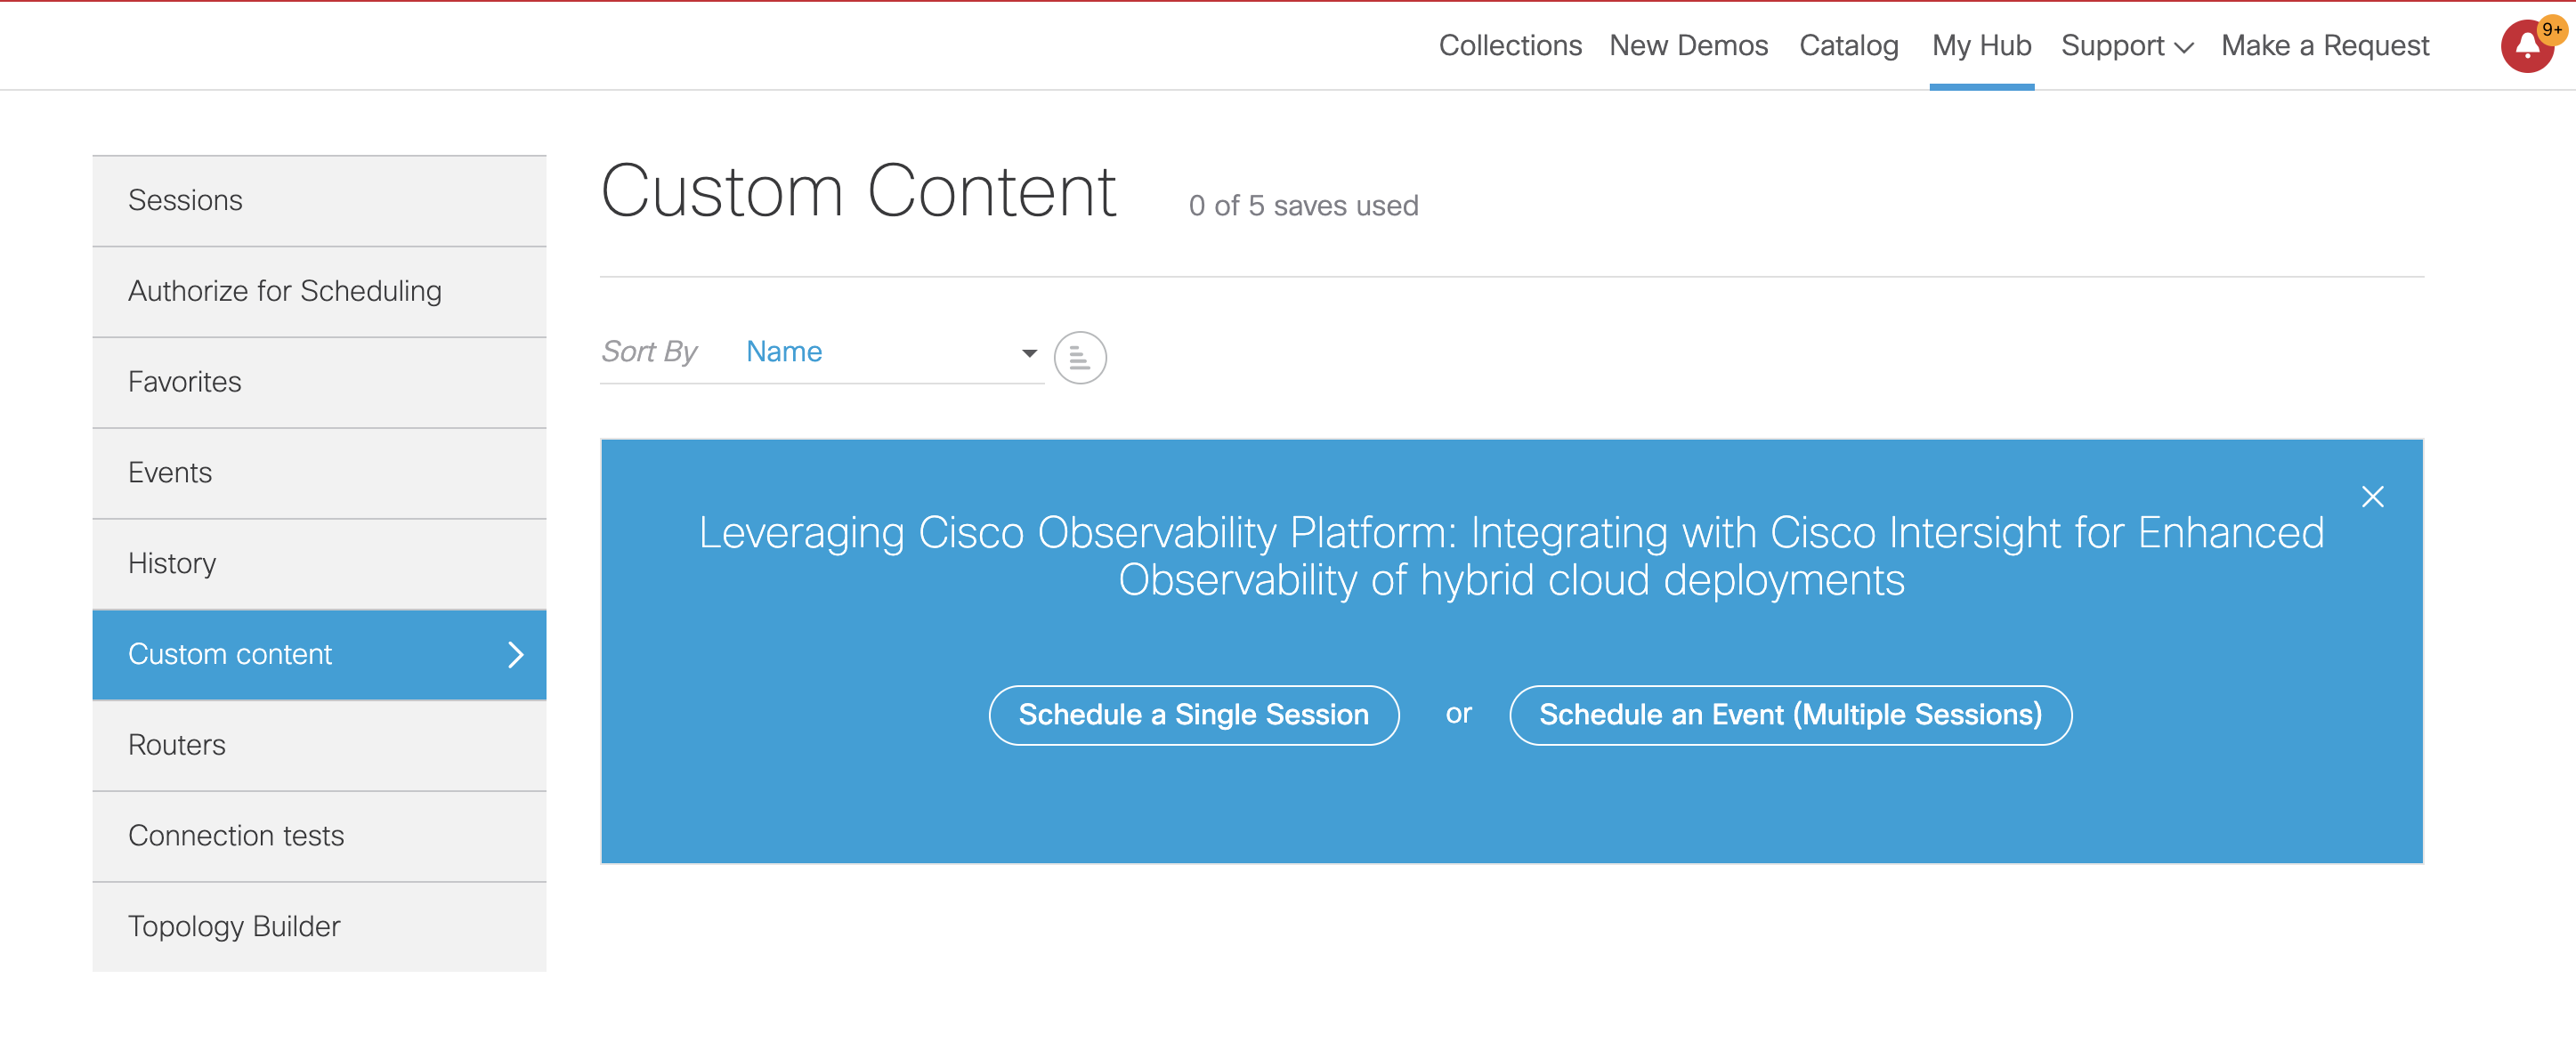 Collections New Demos Catalog My Hub Support Make a Request 9+
Sessions
Authorize for Scheduling
Favorites
Events
History
Custom content
Routers
Connection tests
Topology Builder
Custom Content 0 of 5 saves used
Sort By Name
Leveraging Cisco Observability Platform: Integrating with Cisco Intersight for Enhanced
Observability of hybrid cloud deployments
Schedule a Single Session or Schedule an Event (Multiple Sessions)